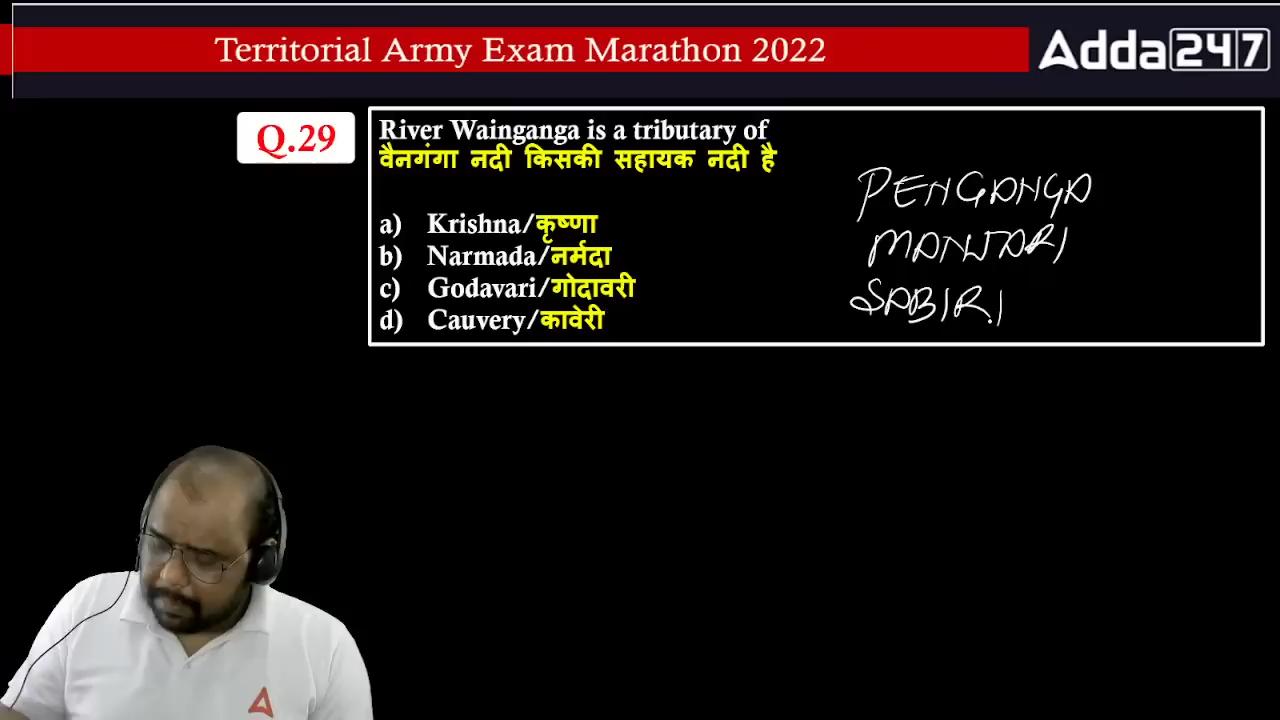 Territorial Army Exam Marathon 2022
Adda247
Q.29
River Wainganga is a tributary of
वैनगंगा नदी किसकी सहायक नदी है
a) Krishna/कृष्णा
b) Narmada/नर्मदा
c) Godavari/गोदावरी
d) Cauvery/कावेरी
PENGANGA
MANJARI
SABIRI